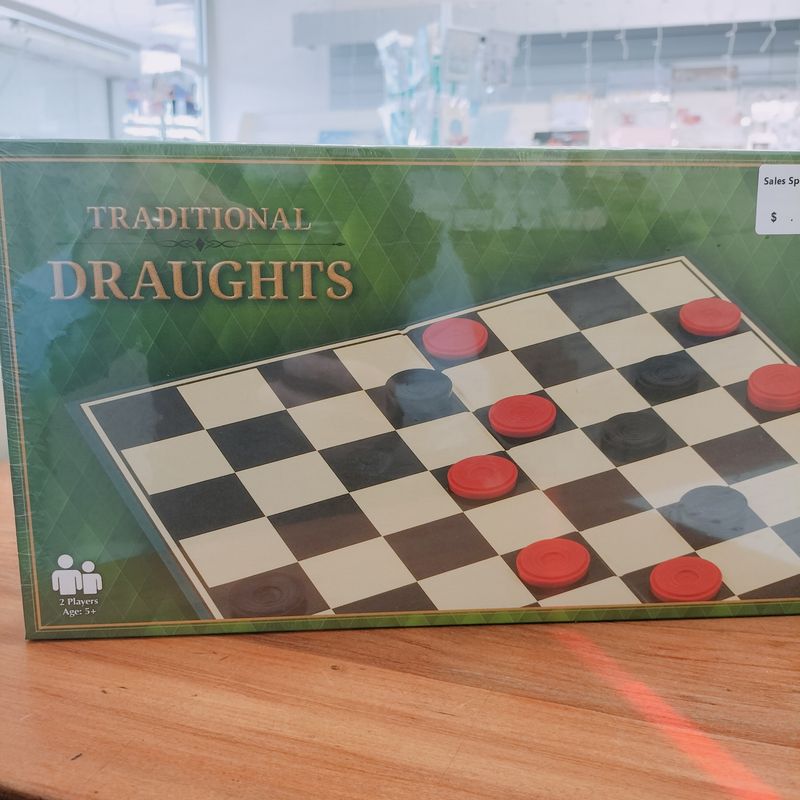 TRADITIONAL
DRAUGHTS
Sales Sp
$ .
2 Players
Age: 5+